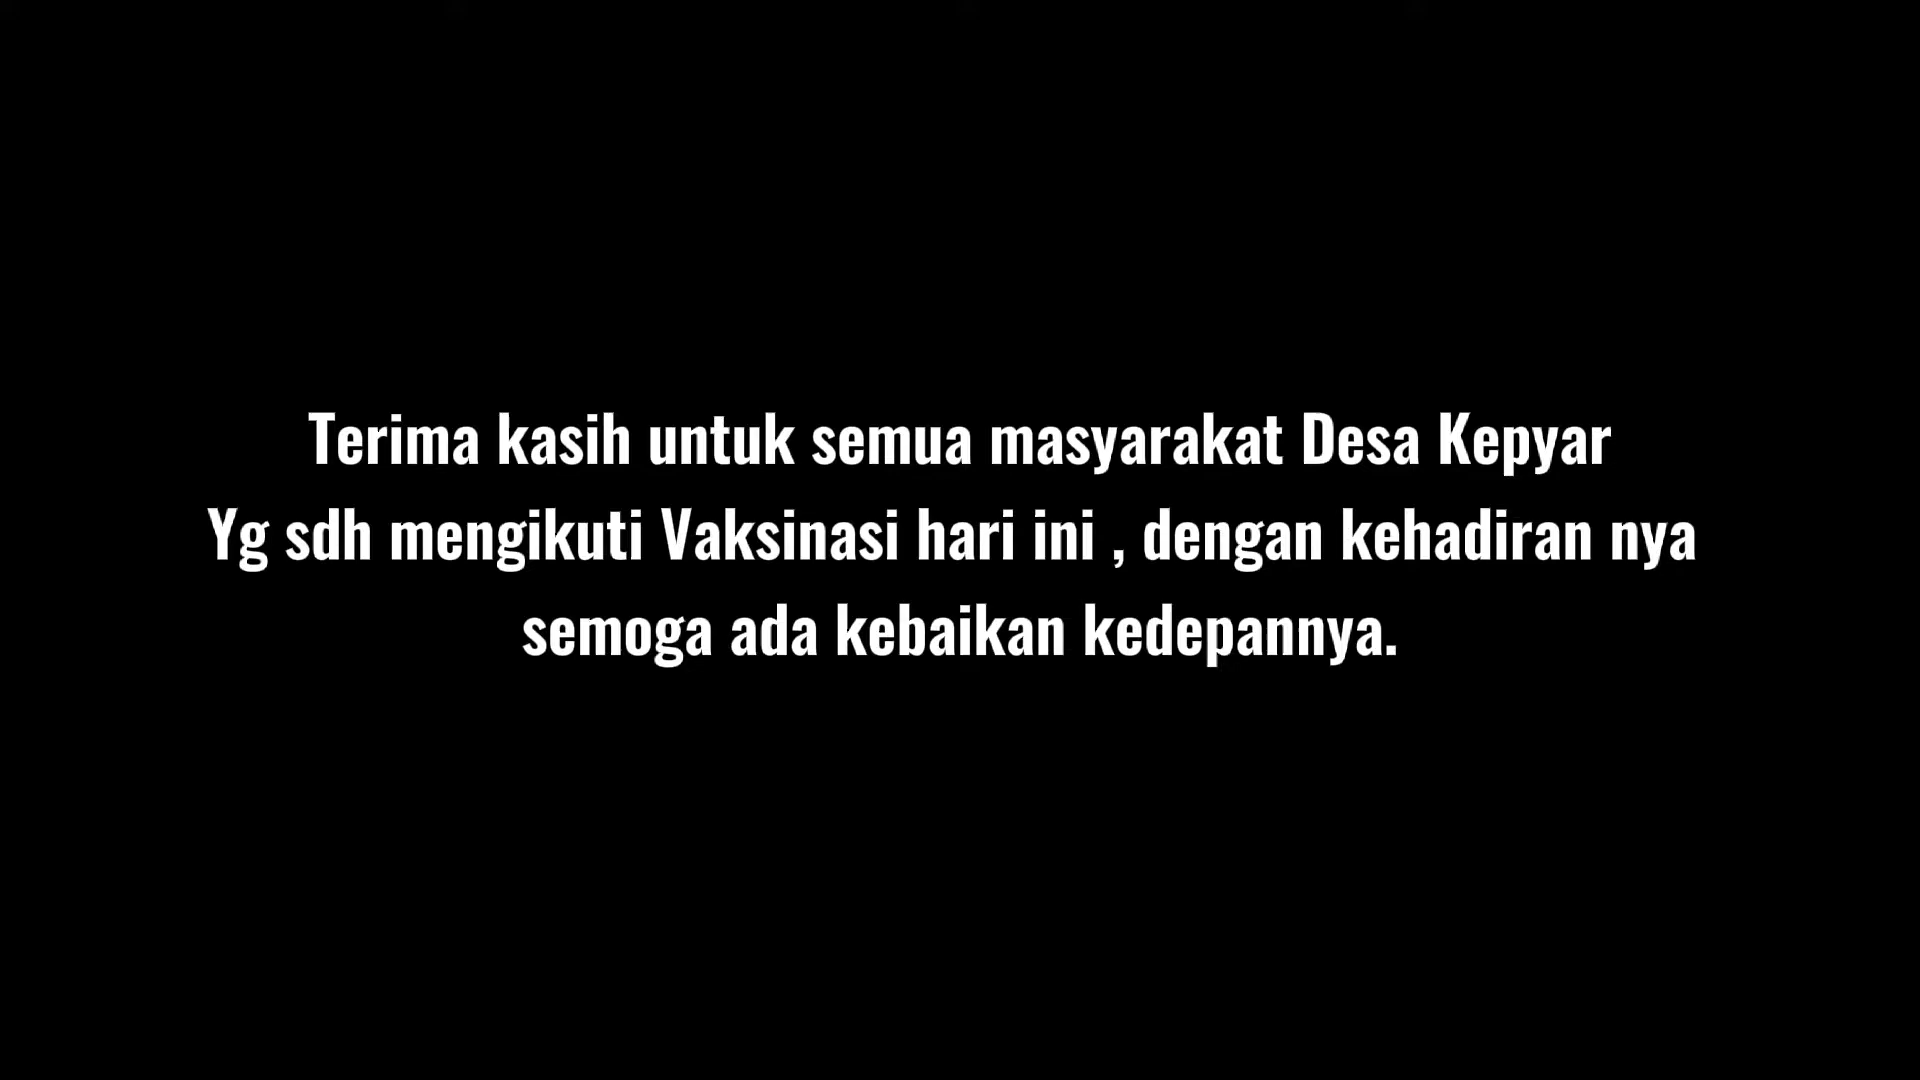 Terima kasih untuk semua masyarakat Desa Kepyar
Yg sdh mengikuti Vaksinasi hari ini , dengan kehadiran nya
semoga ada kebaikan kedepannya.